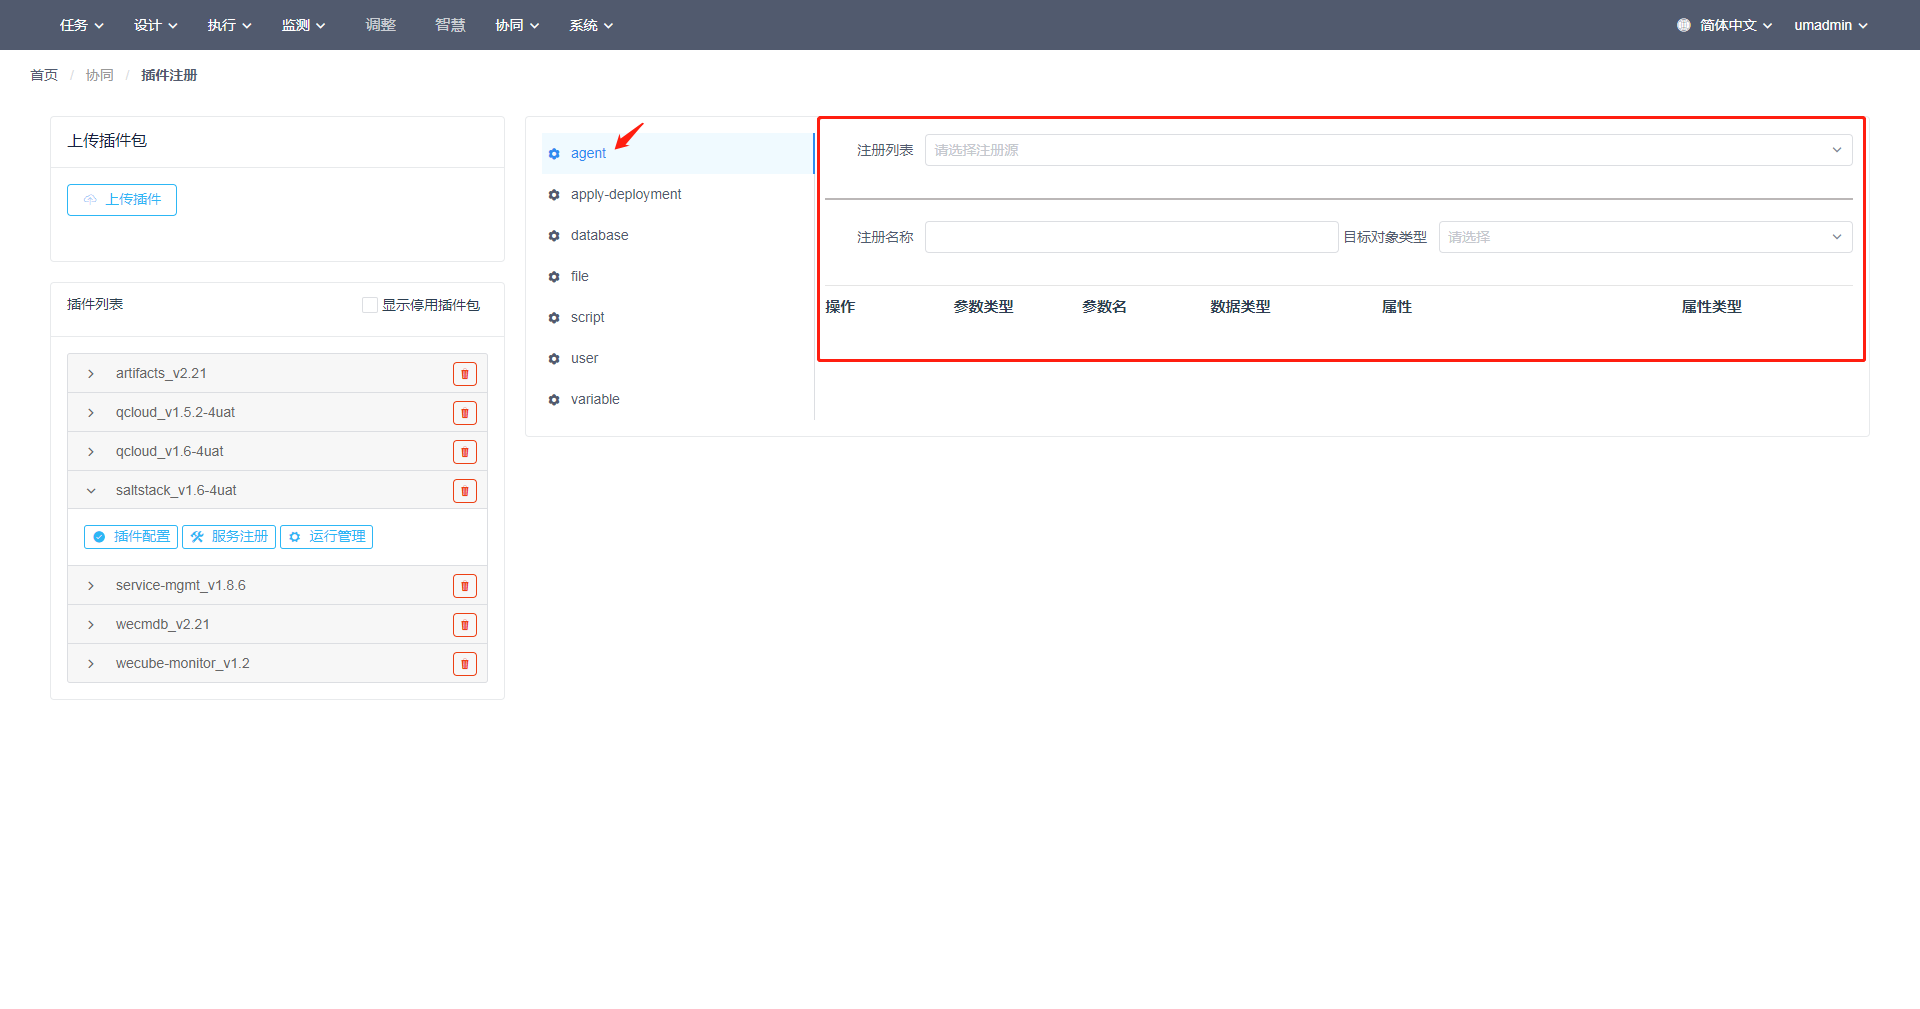 任务 设计 执行 监测 调整 智慧 协同 系统 简体中文 umadmin
首页 / 协同 / 插件注册
上传插件包
上传插件
插件列表 显示停用插件包
artifacts_v2.21
qcloud_v1.5.2-4uat
qcloud_v1.6-4uat
saltstack_v1.6-4uat
插件配置 服务注册 运行管理
service-mgmt_v1.8.6
wecmdb_v2.21
wecube-monitor_v1.2
agent
apply-deployment
database
file
script
user
variable
注册列表 请选择注册源
注册名称 目标对象类型 请选择
操作 参数类型 参数名 数据类型 属性 属性类型